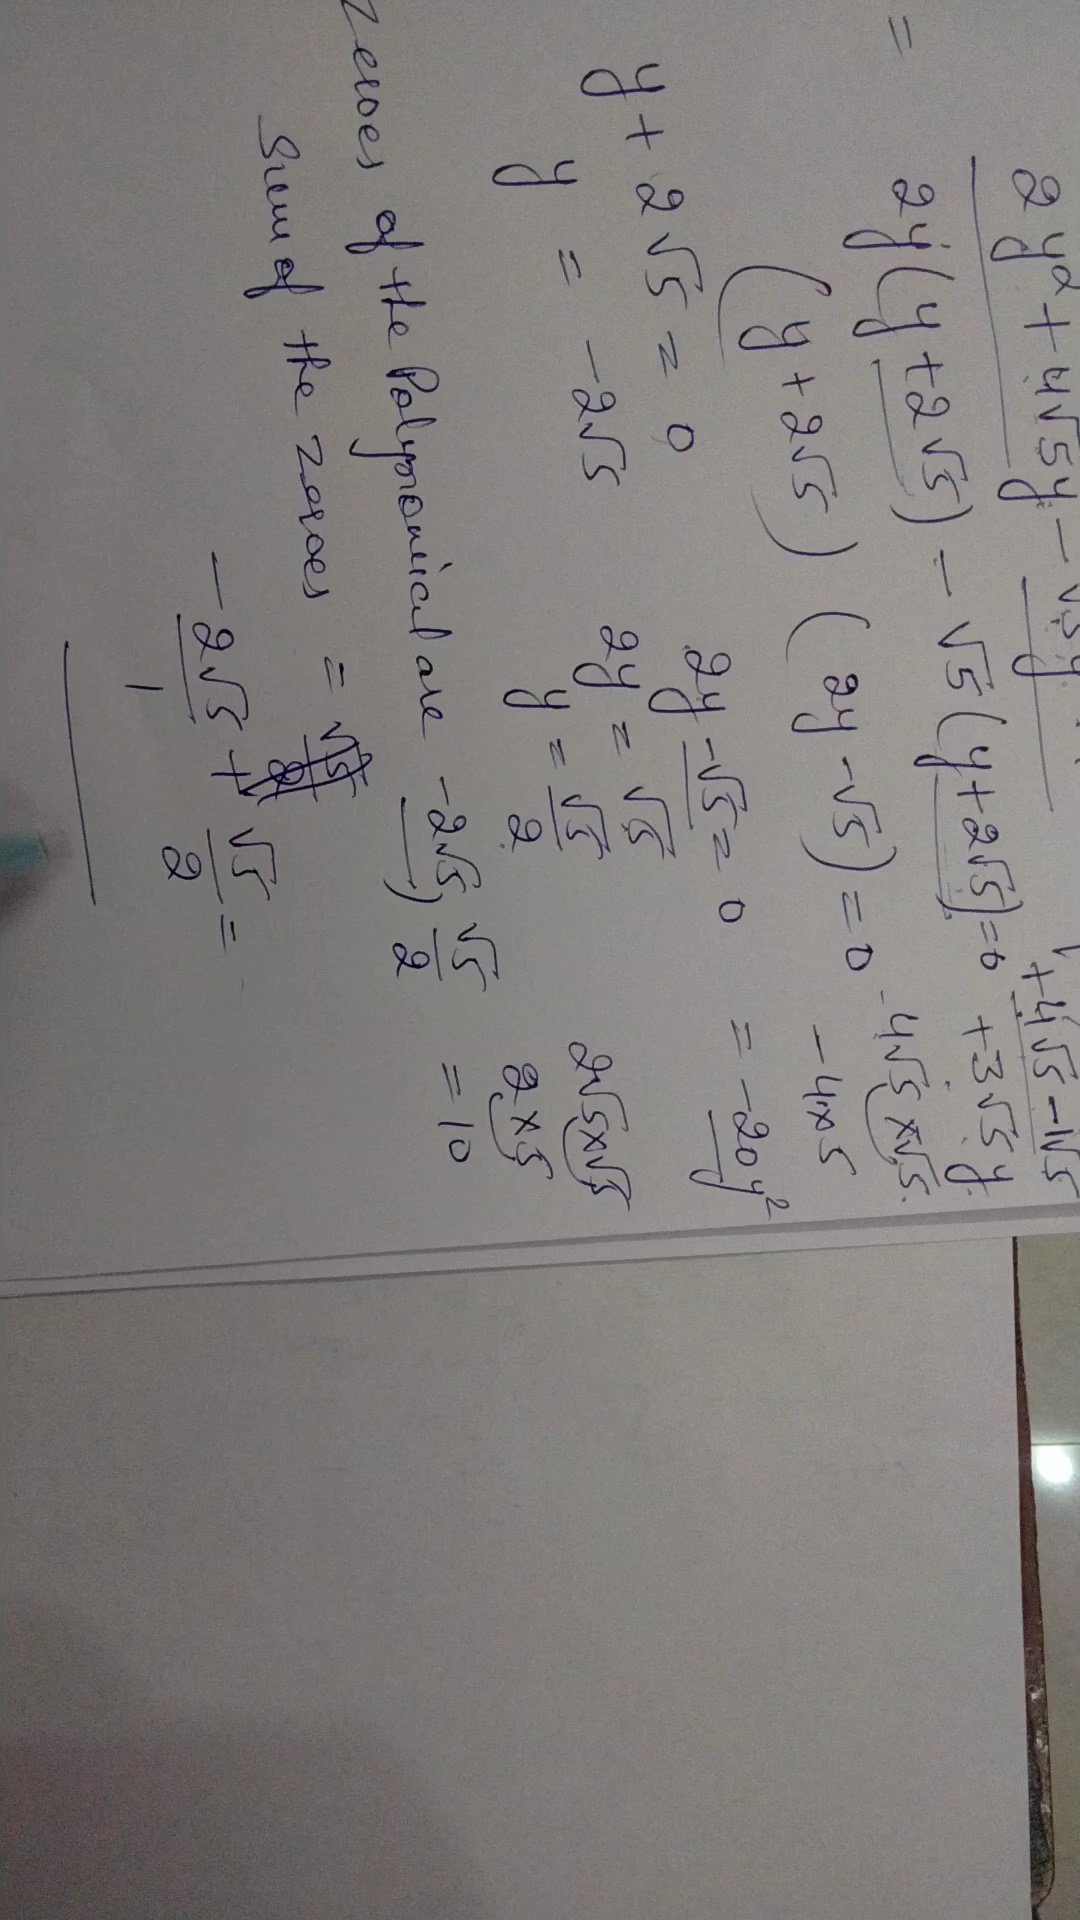 2y² + 4√5y - √5y
= 2y(y + 2√5) - √5(y + 2√5) = 0
(y + 2√5) (2y - √5) = 0
y + 2√5 = 0
y = -2√5
2y - √5 = 0
2y = √5
y = √5/2
Zeroes of the Polynomial are -2√5, √5/2
Sum of the zeroes =
-2√5/1 + √5/2 =
+4√5 - 1√5
+3√5y
-4√5 × √5
-4×5
= -20y²
2√5×√5
2×5
= 10